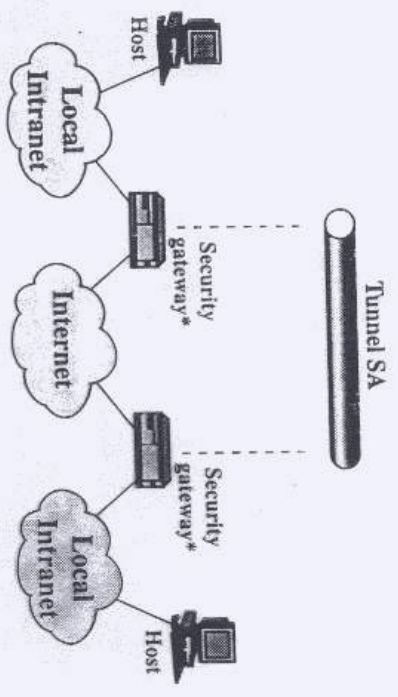 Tunnel SA
Security
gateway*
Security
gateway*
Host
Local
Intranet
Internet
Local
Intranet
Host